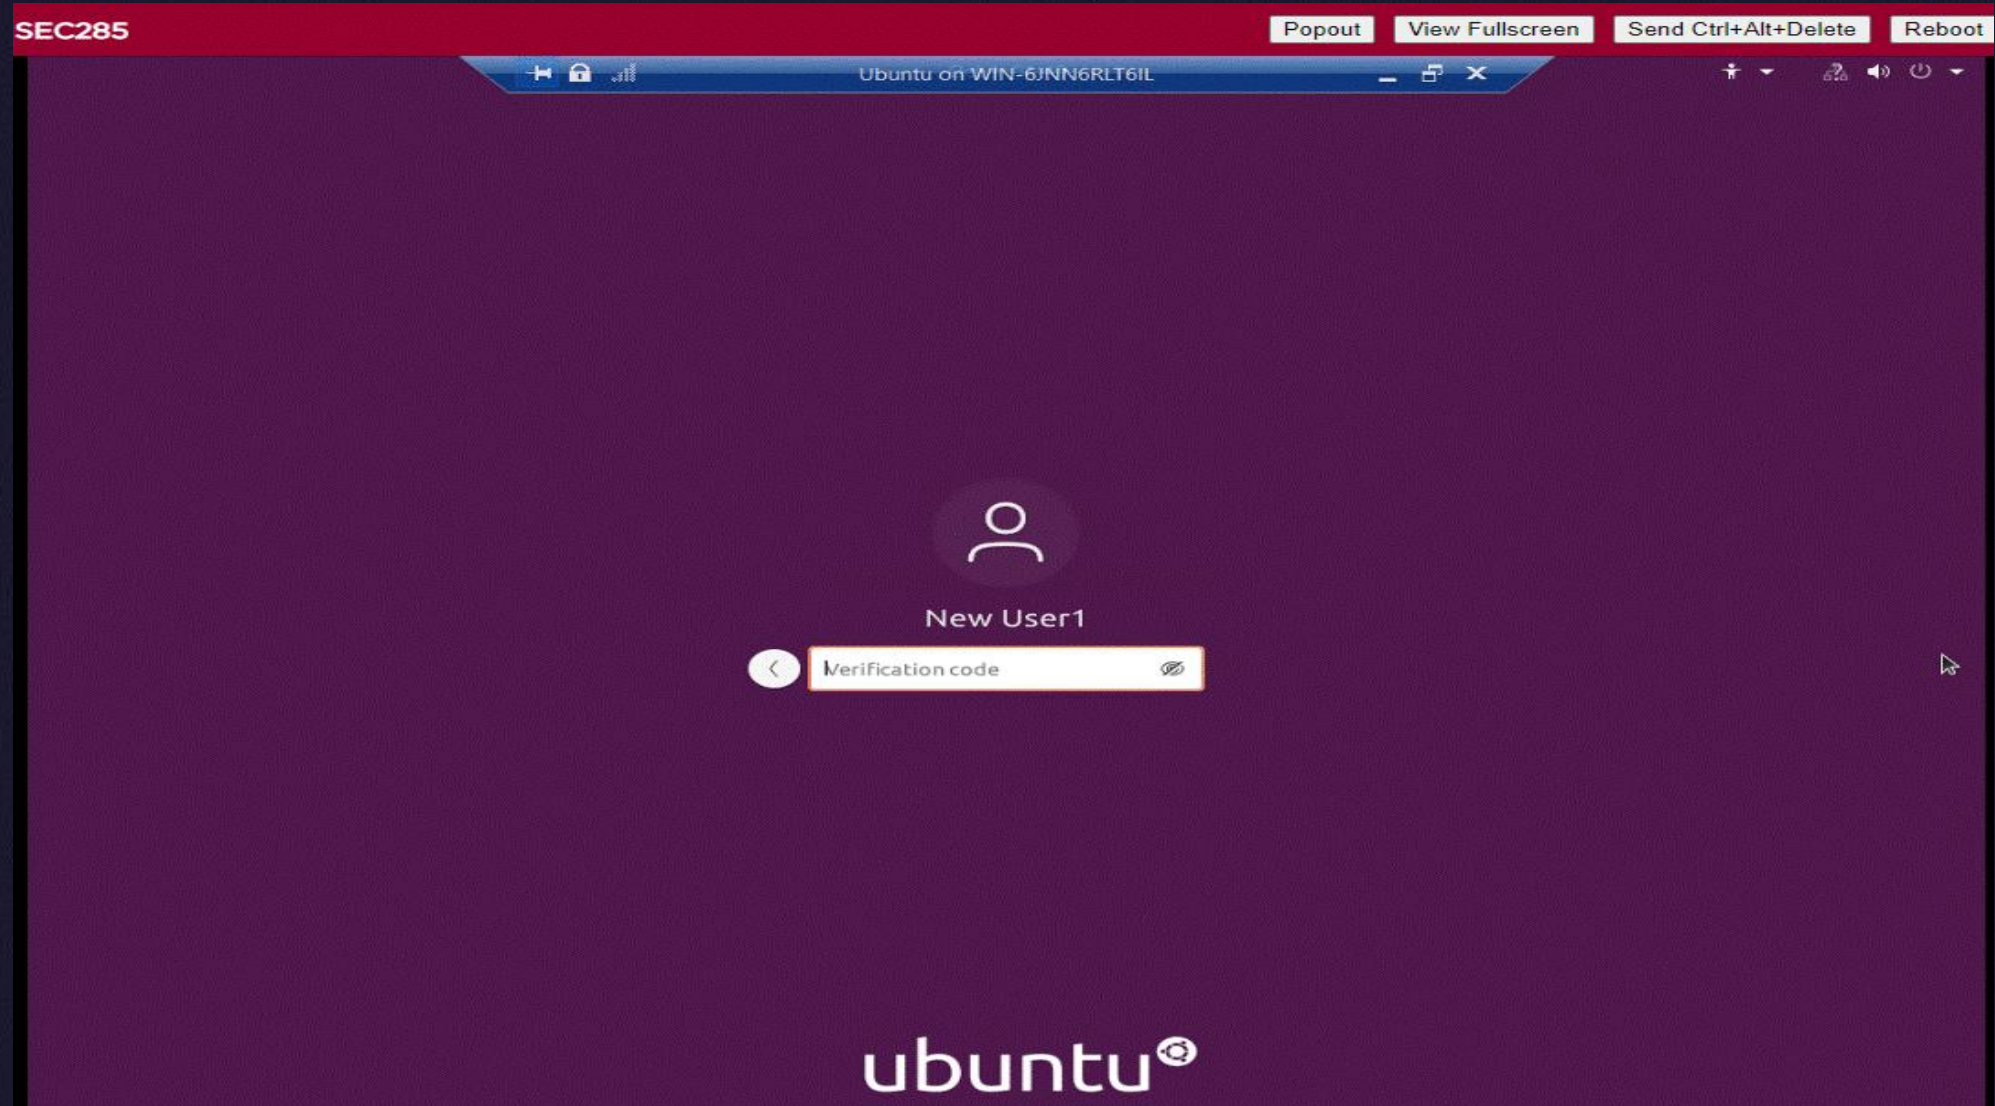 SEC285
Popout View Fullscreen Send Ctrl+Alt+Delete Reboot
Ubuntu on WIN-6JNN6RLT6IL
New User1
Verification code
ubuntu